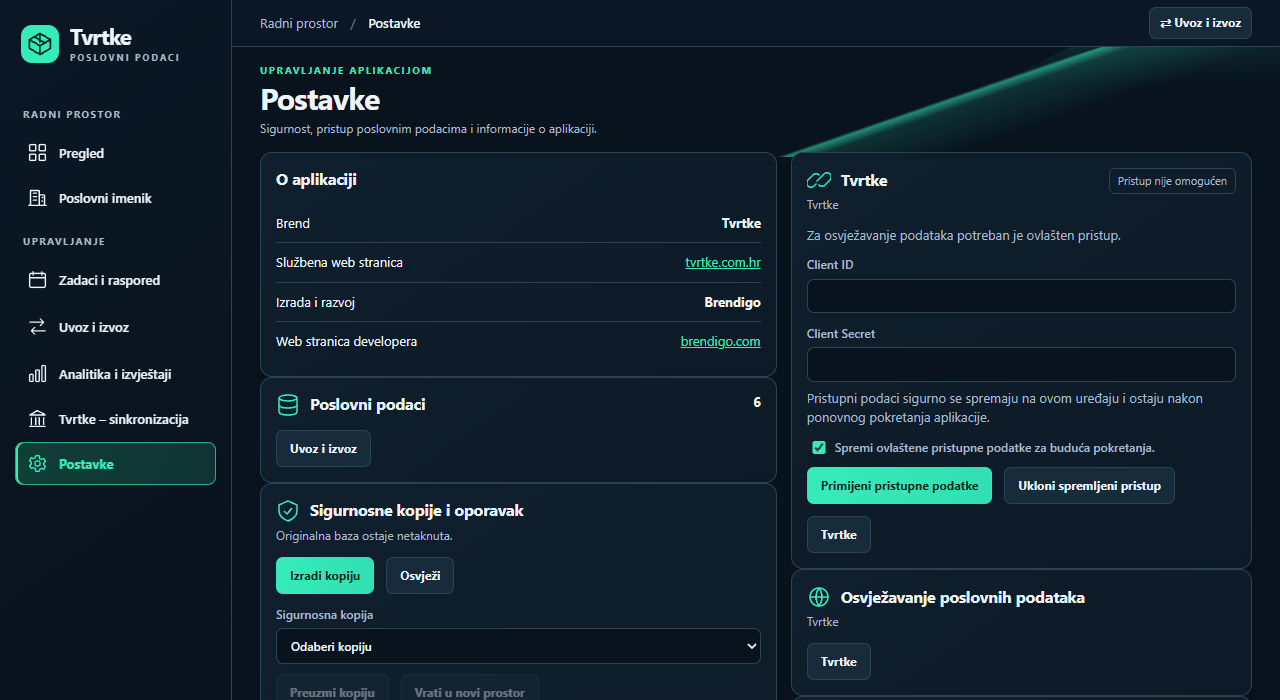 Tvrtke
POSLOVNI PODACI
RADNI PROSTOR
Pregled
Poslovni imenik
UPRAVLJANJE
Zadaci i raspored
Uvoz i izvoz
Analitika i izvještaji
Tvrtke – sinkronizacija
Postavke
Radni prostor / Postavke
⇄ Uvoz i izvoz
UPRAVLJANJE APLIKACIJOM
Postavke
Sigurnost, pristup poslovnim podacima i informacije o aplikaciji.
O aplikaciji
Brend Tvrtke
Službena web stranica tvrtke.com.hr
Izrada i razvoj Brendigo
Web stranica developera brendigo.com
Poslovni podaci 6
Uvoz i izvoz
Sigurnosne kopije i oporavak
Originalna baza ostaje netaknuta.
Izradi kopiju Osvježi
Sigurnosna kopija
Odaberi kopiju
Preuzmi kopiju Vrati u novi prostor
Tvrtke Pristup nije omogućen
Tvrtke
Za osvježavanje podataka potreban je ovlašten pristup.
Client ID
Client Secret
Pristupni podaci sigurno se spremaju na ovom uređaju i ostaju nakon
ponovnog pokretanja aplikacije.
Spremi ovlaštene pristupne podatke za buduća pokretanja.
Primijeni pristupne podatke Ukloni spremljeni pristup
Tvrtke
Osvježavanje poslovnih podataka
Tvrtke
Tvrtke